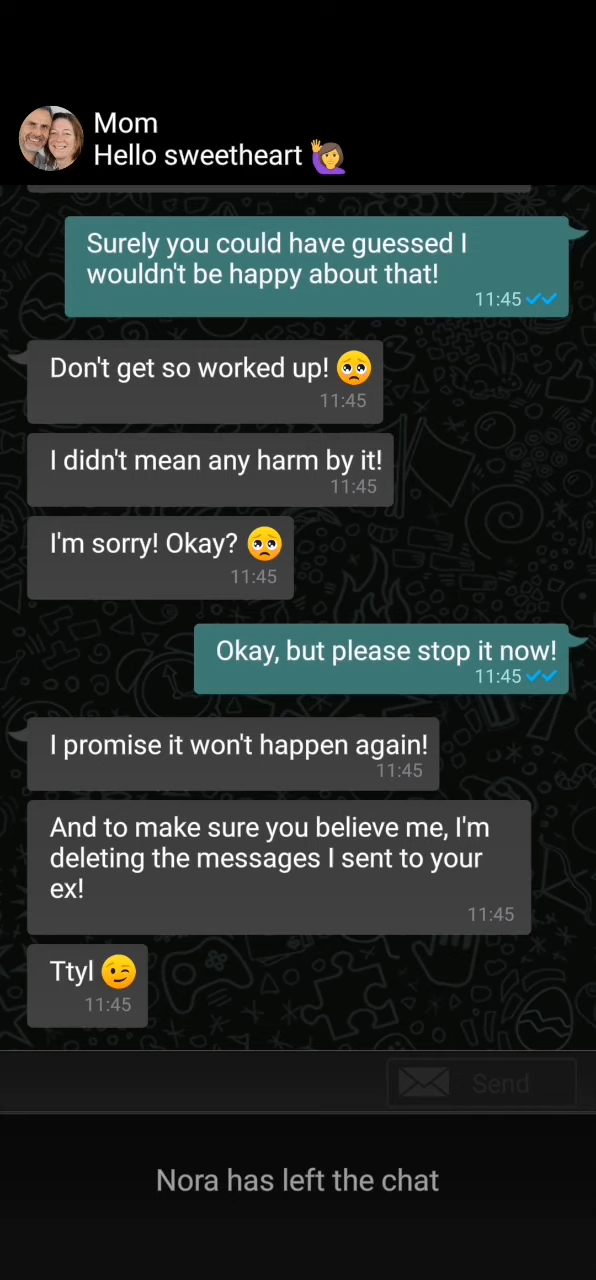 Mom
Hello sweetheart 🙋‍♀️
Surely you could have guessed I
wouldn't be happy about that!
11:45
Don't get so worked up! 🥺
11:45
I didn't mean any harm by it!
11:45
I'm sorry! Okay? 🥺
11:45
Okay, but please stop it now!
11:45
I promise it won't happen again!
11:45
And to make sure you believe me, I'm
deleting the messages I sent to your
ex!
11:45
Ttyl 😉
11:45
Send
Nora has left the chat